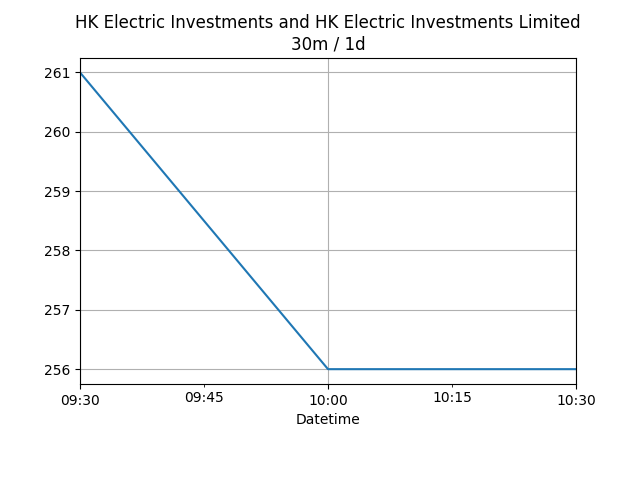 HK Electric Investments and HK Electric Investments Limited
30m / 1d
261
260
259
258
257
256
09:30 09:45 10:00 10:15 10:30
Datetime